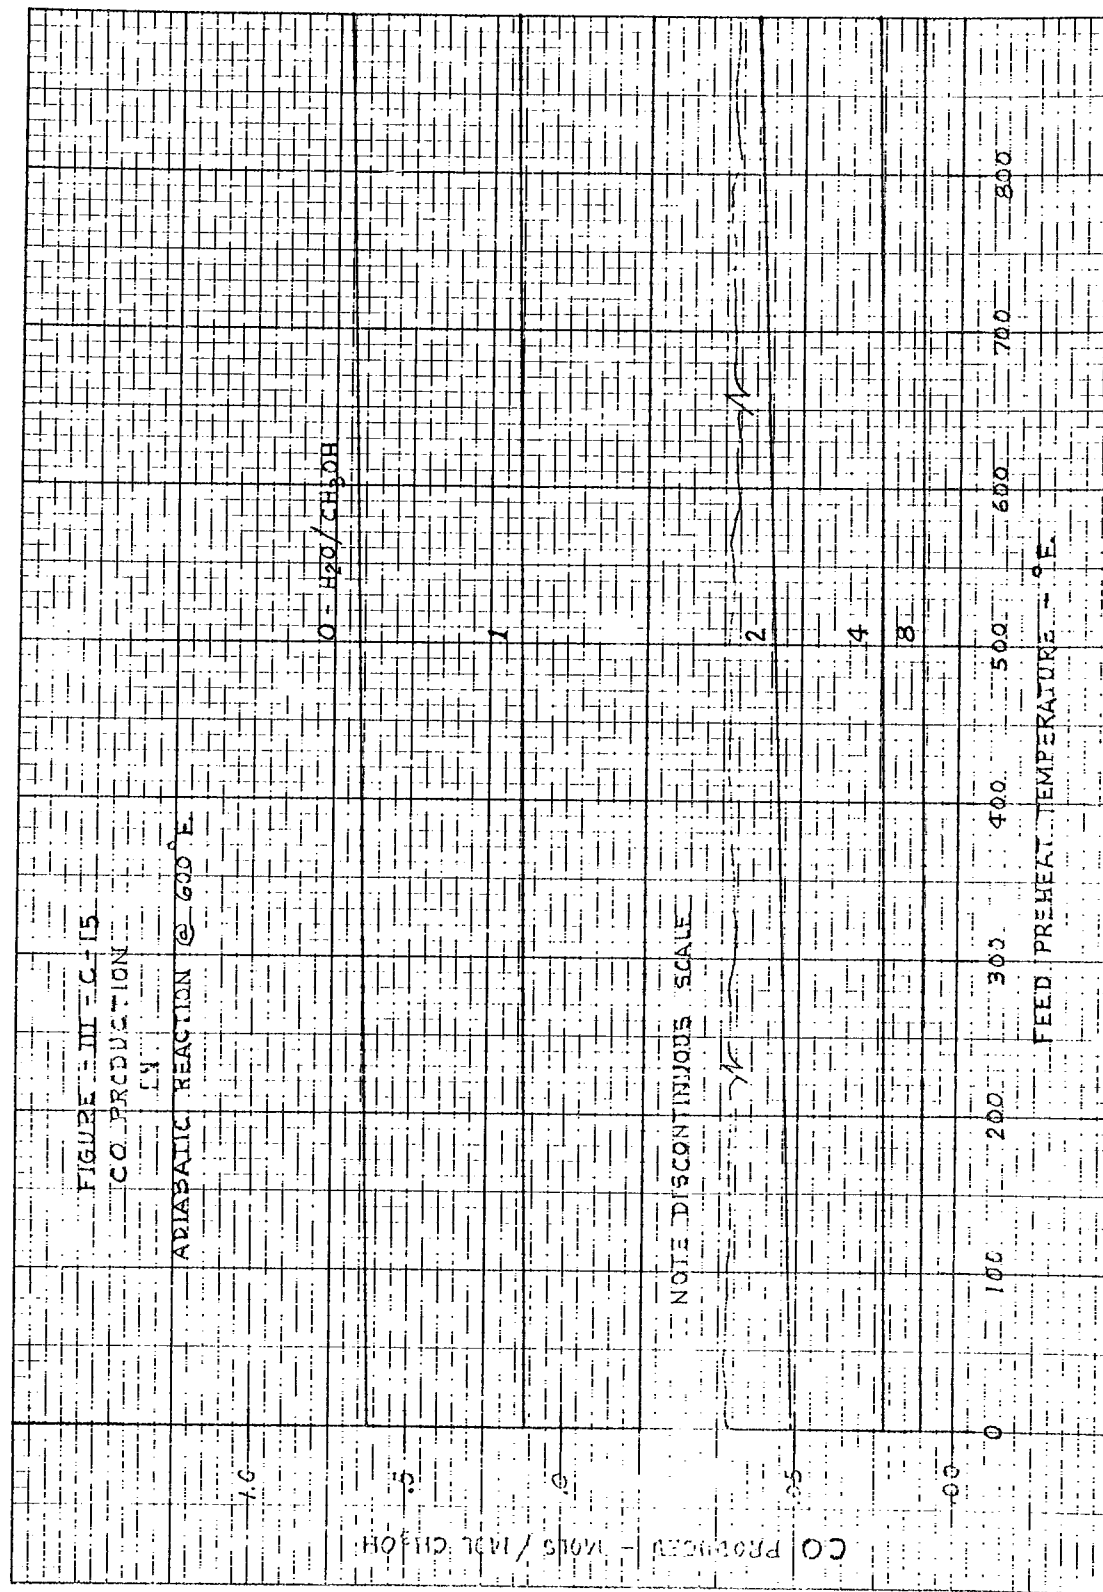 FIGURE III-C-15
CO PRODUCTION
IN
ADIABATIC REACTION @ 600°F
0 - H2O/CH3OH
1
NOTE DISCONTINUOUS SCALE
2
4
8
1.0
.5
.0
.05
.00
CO PRODUCED - MOLS / MOL CH3OH
0 100 200 300 400 500 600 700 800
FEED PREHEAT TEMPERATURE - °F